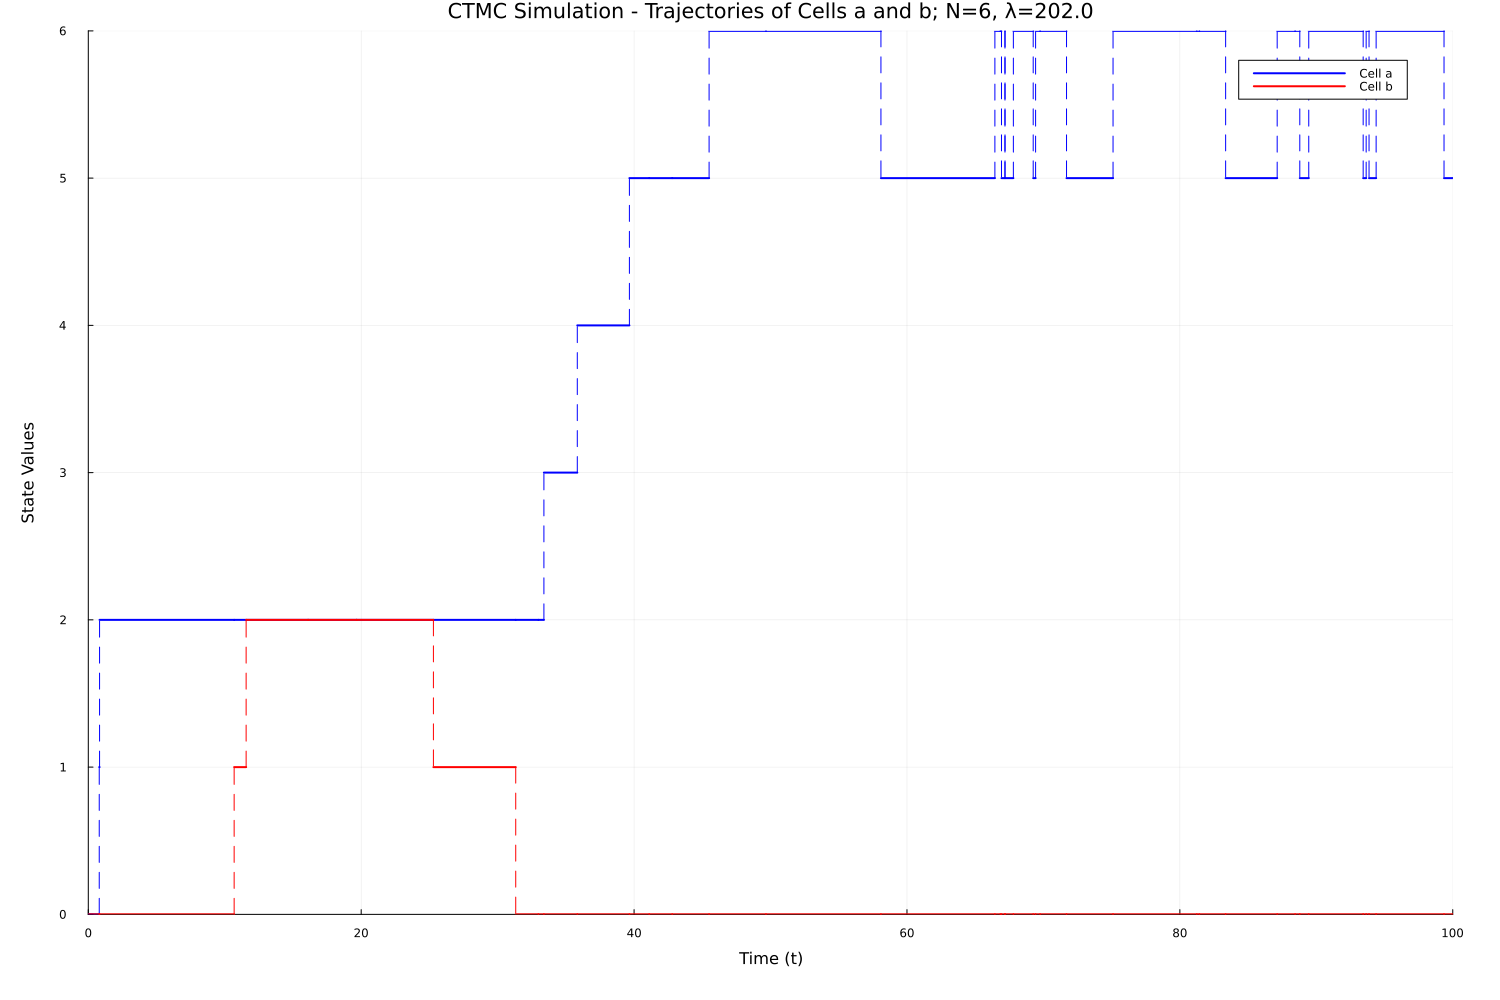 CTMC Simulation - Trajectories of Cells a and b; N=6, λ=202.0
6
5
4
3
2
1
0
State Values
Cell a
Cell b
0 20 40 60 80 100
Time (t)